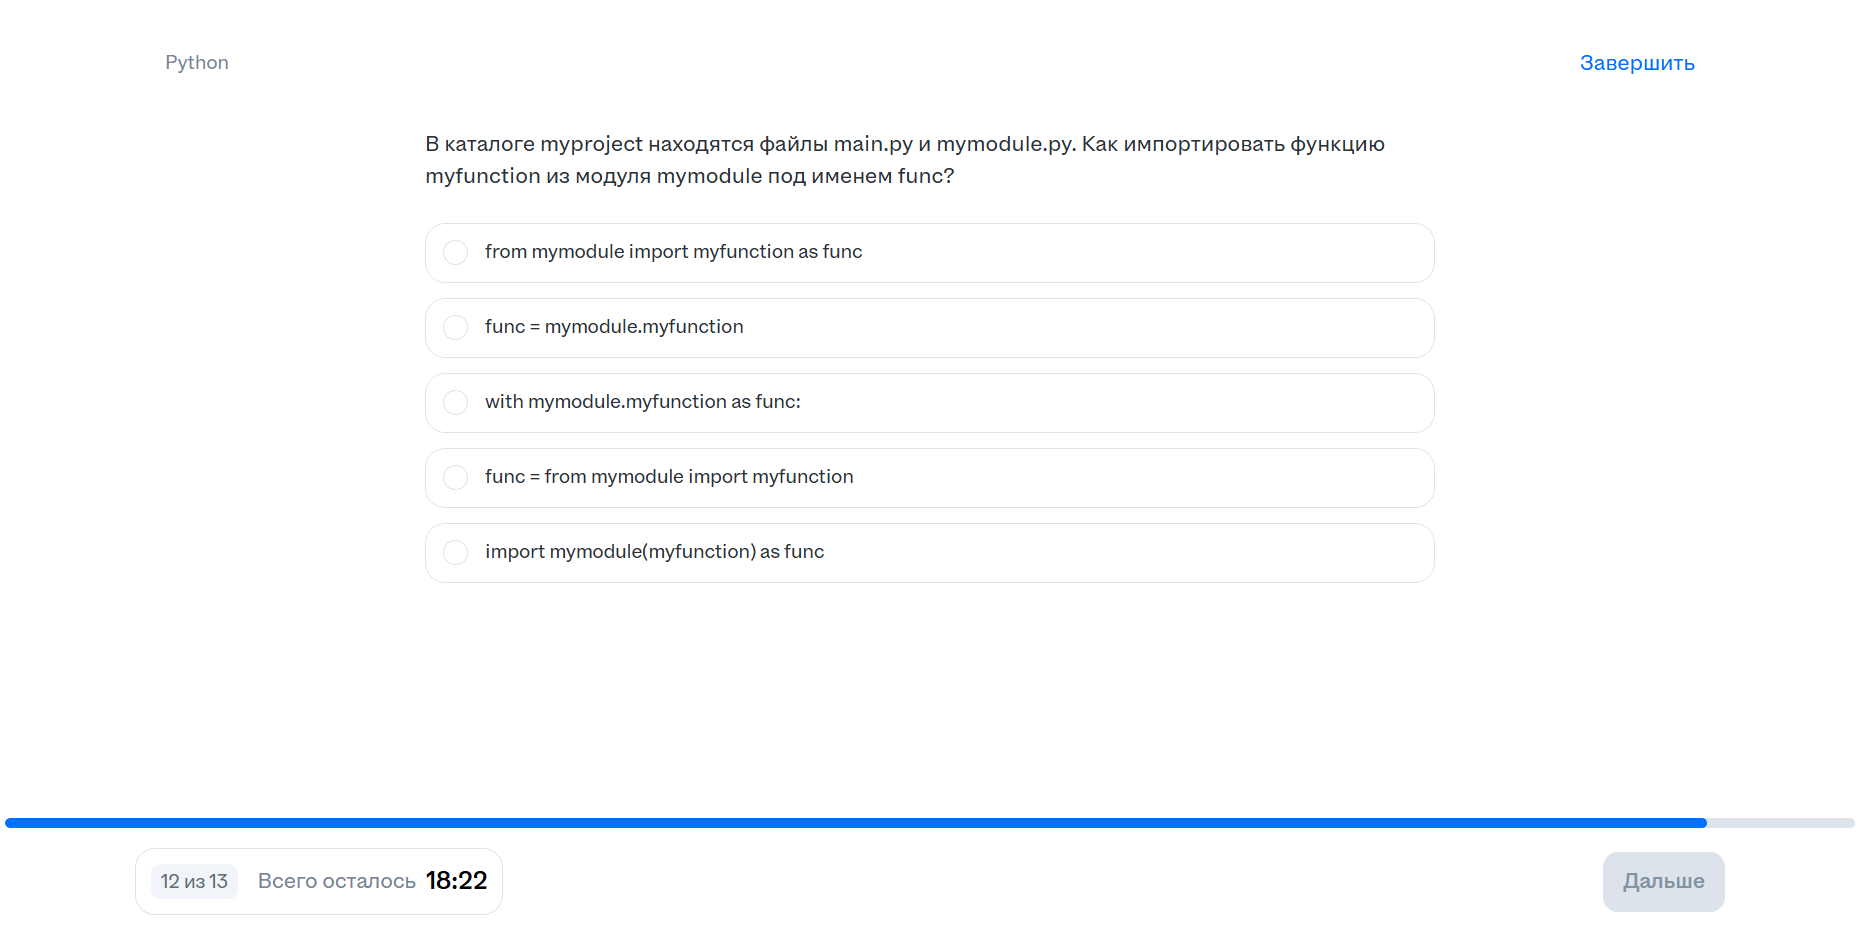 Python
Завершить
В каталоге myproject находятся файлы main.py и mymodule.py. Как импортировать функцию
myfunction из модуля mymodule под именем func?
from mymodule import myfunction as func
func = mymodule.myfunction
with mymodule.myfunction as func:
func = from mymodule import myfunction
import mymodule(myfunction) as func
12 из 13 Всего осталось 18:22
Дальше